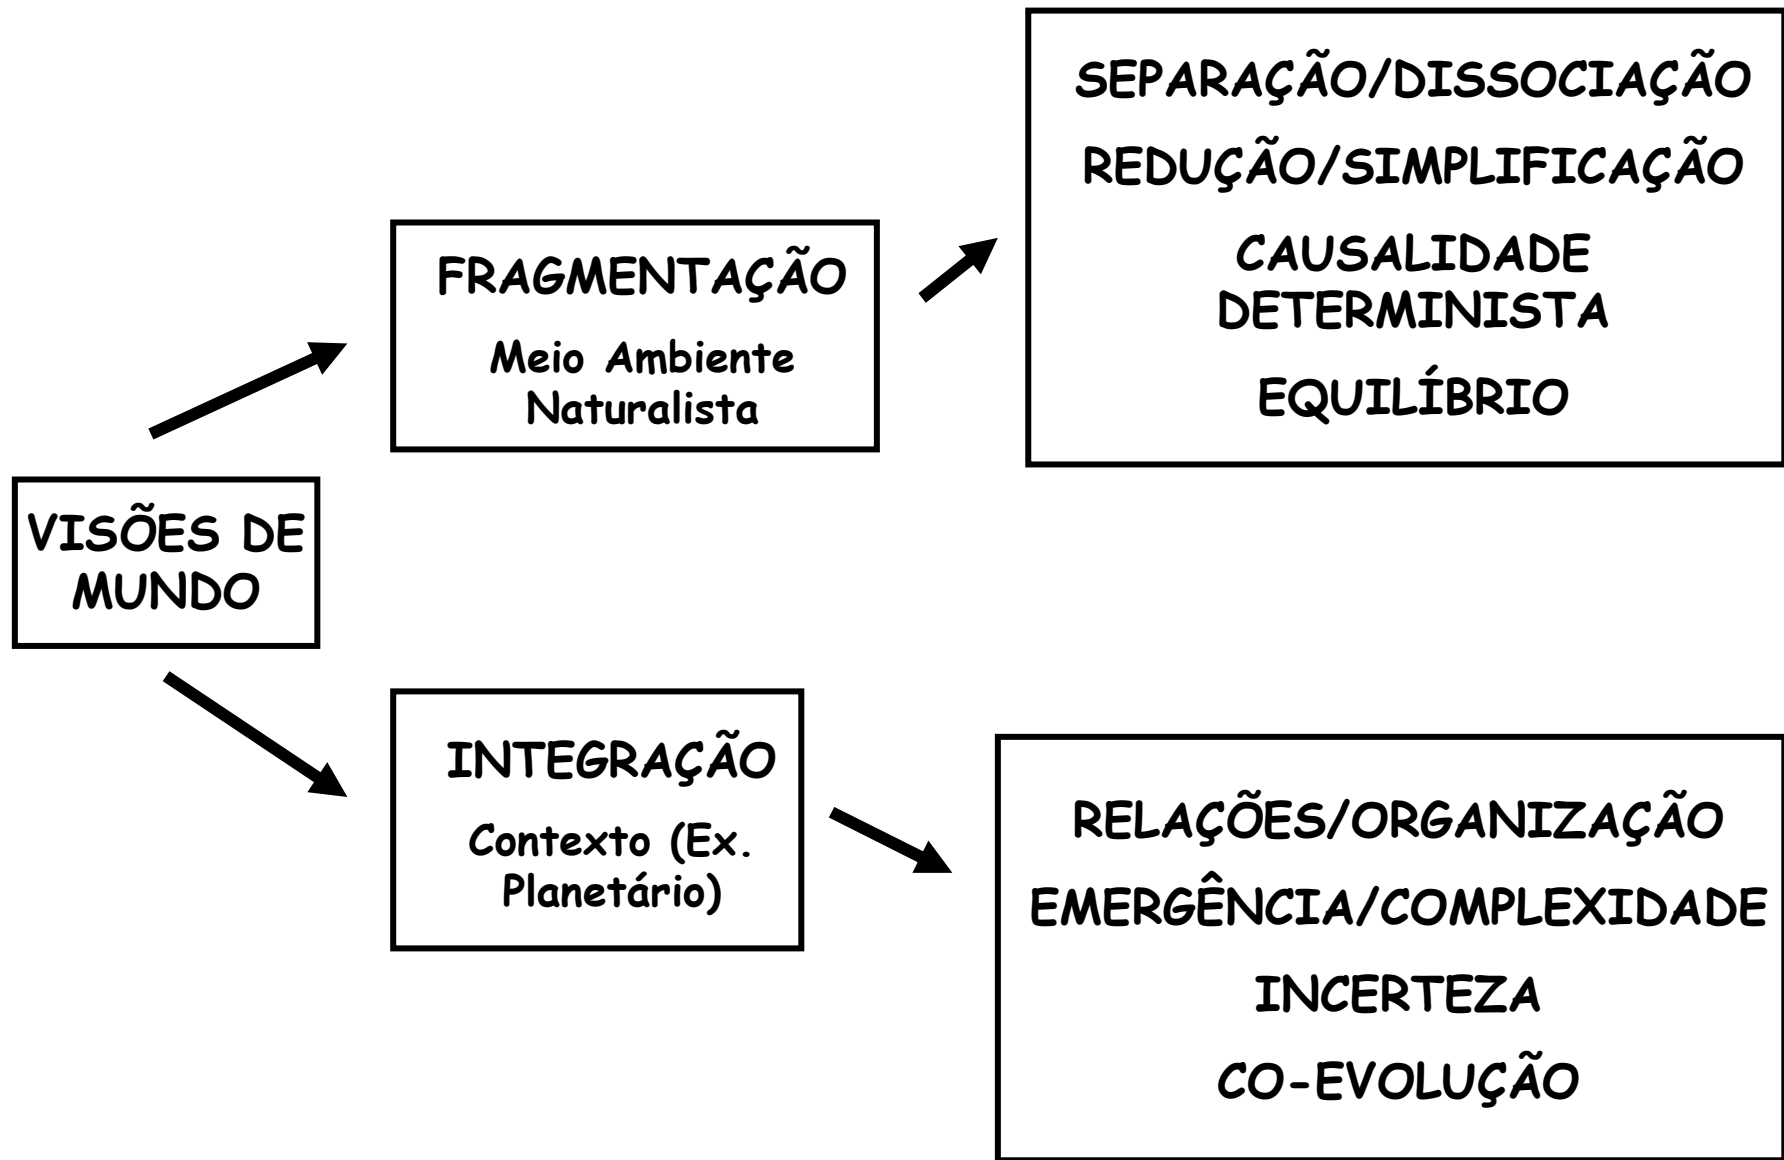 VISÕES DE
MUNDO
FRAGMENTAÇÃO
Meio Ambiente
Naturalista
SEPARAÇÃO/DISSOCIAÇÃO
REDUÇÃO/SIMPLIFICAÇÃO
CAUSALIDADE
DETERMINISTA
EQUILÍBRIO
INTEGRAÇÃO
Contexto (Ex.
Planetário)
RELAÇÕES/ORGANIZAÇÃO
EMERGÊNCIA/COMPLEXIDADE
INCERTEZA
CO-EVOLUÇÃO